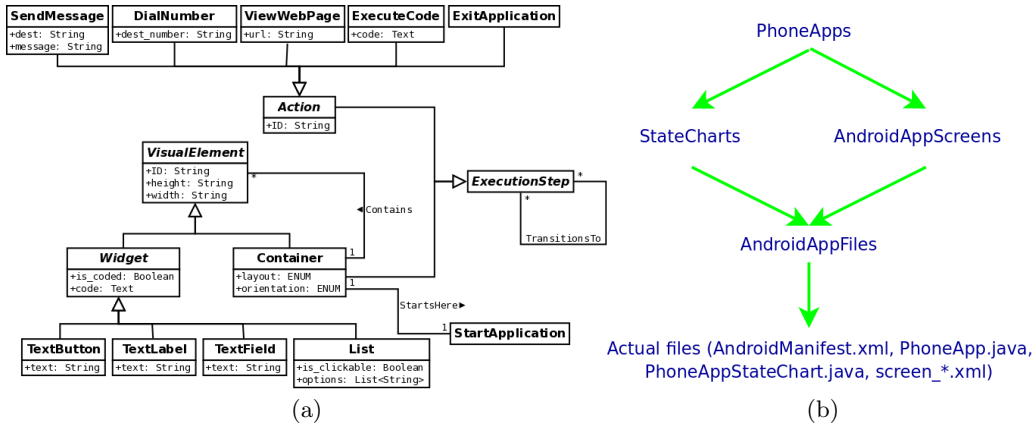 SendMessage
+dest: String
+message: String
DialNumber
+dest_number: String
ViewWebPage
+url: String
ExecuteCode
+code: Text
ExitApplication
Action
+ID: String
VisualElement
+ID: String
+height: String
+width: String
*
◄Contains
1
ExecutionStep
*
*
TransitionsTo
Widget
+is_coded: Boolean
+code: Text
Container
+layout: ENUM
+orientation: ENUM
1
StartsHere►
1
StartApplication
TextButton
+text: String
TextLabel
+text: String
TextField
+text: String
List
+is_clickable: Boolean
+options: List<String>
(a)
PhoneApps
StateCharts
AndroidAppScreens
AndroidAppFiles
Actual files (AndroidManifest.xml, PhoneApp.java,
PhoneAppStateChart.java, screen_*.xml)
(b)